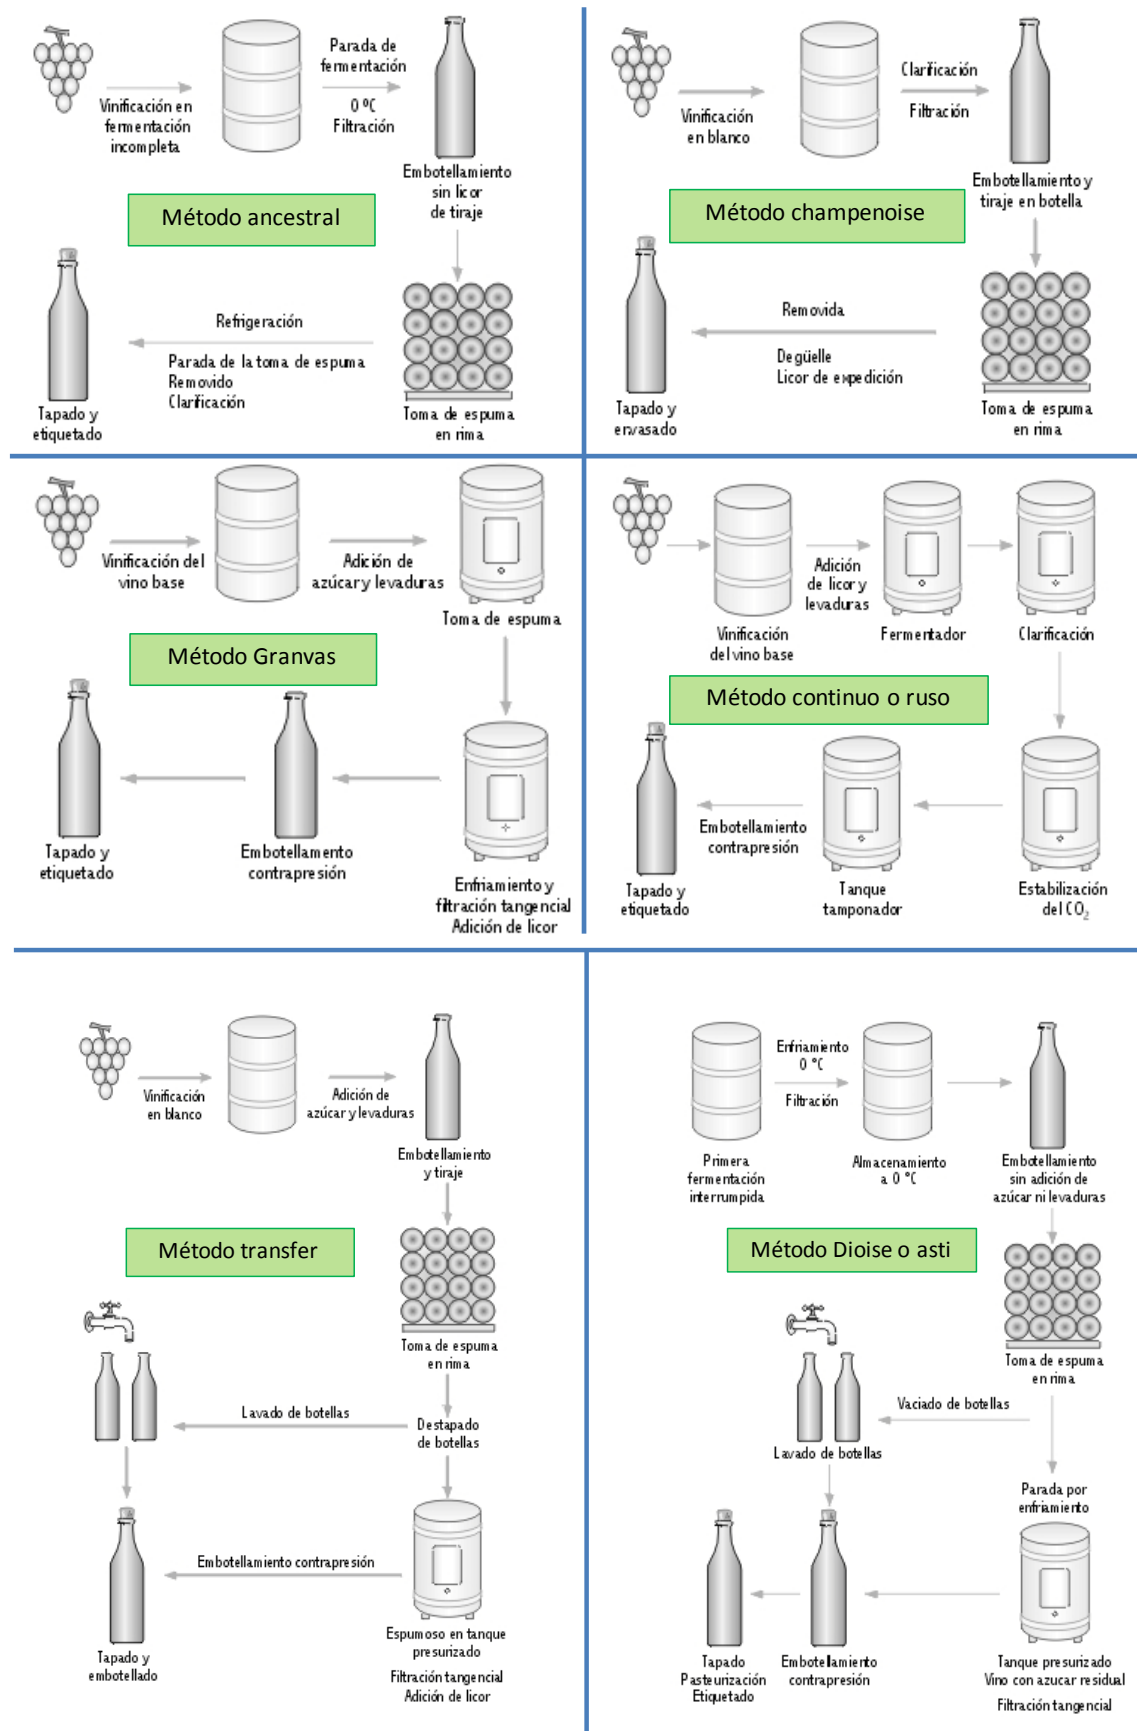 Vinificación en
fermentación
incompleta
Parada de
fermentación
0 ºC
Filtración
Embotellamiento
sin licor
de tiraje
Método ancestral
Refrigeración
Parada de la toma de espuma
Removido
Clarificación
Toma de espuma
en rima
Tapado y
etiquetado
Vinificación
en blanco
Clarificación
Filtración
Embotellamiento y
tiraje en botella
Método champenoise
Removida
Degüelle
Licor de expedición
Toma de espuma
en rima
Tapado y
envasado
Vinificación del
vino base
Adición de
azúcar y levaduras
Toma de espuma
Método Granvas
Tapado y
etiquetado
Embotellamento
contrapresión
Enfriamiento y
filtración tangencial
Adición de licor
Vinificación
del vino base
Adición
de licor y
levaduras
Fermentador
Clarificación
Método continuo o ruso
Embotellamiento
contrapresión
Tapado y
etiquetado
Tanque
tamponador
Estabilización
del CO₂
Vinificación
en blanco
Adición de
azúcar y levaduras
Embotellamiento
y tiraje
Método transfer
Toma de espuma
en rima
Lavado de botellas
Destapado
de botellas
Embotellamiento contrapresión
Tapado y
embotellado
Espumoso en tanque
presurizado
Filtración tangencial
Adición de licor
Enfriamiento
0 °C
Filtración
Primera
fermentación
interrumpida
Almacenamiento
a 0 °C
Embotellamiento
sin adición de
azúcar ni levaduras
Método Dioise o asti
Toma de espuma
en rima
Vaciado de botellas
Lavado de botellas
Parada por
enfriamiento
Tapado
Pasteurización
Etiquetado
Embotellamiento
contrapresión
Tanque presurizado
Vino con azucar residual
Filtración tangencial